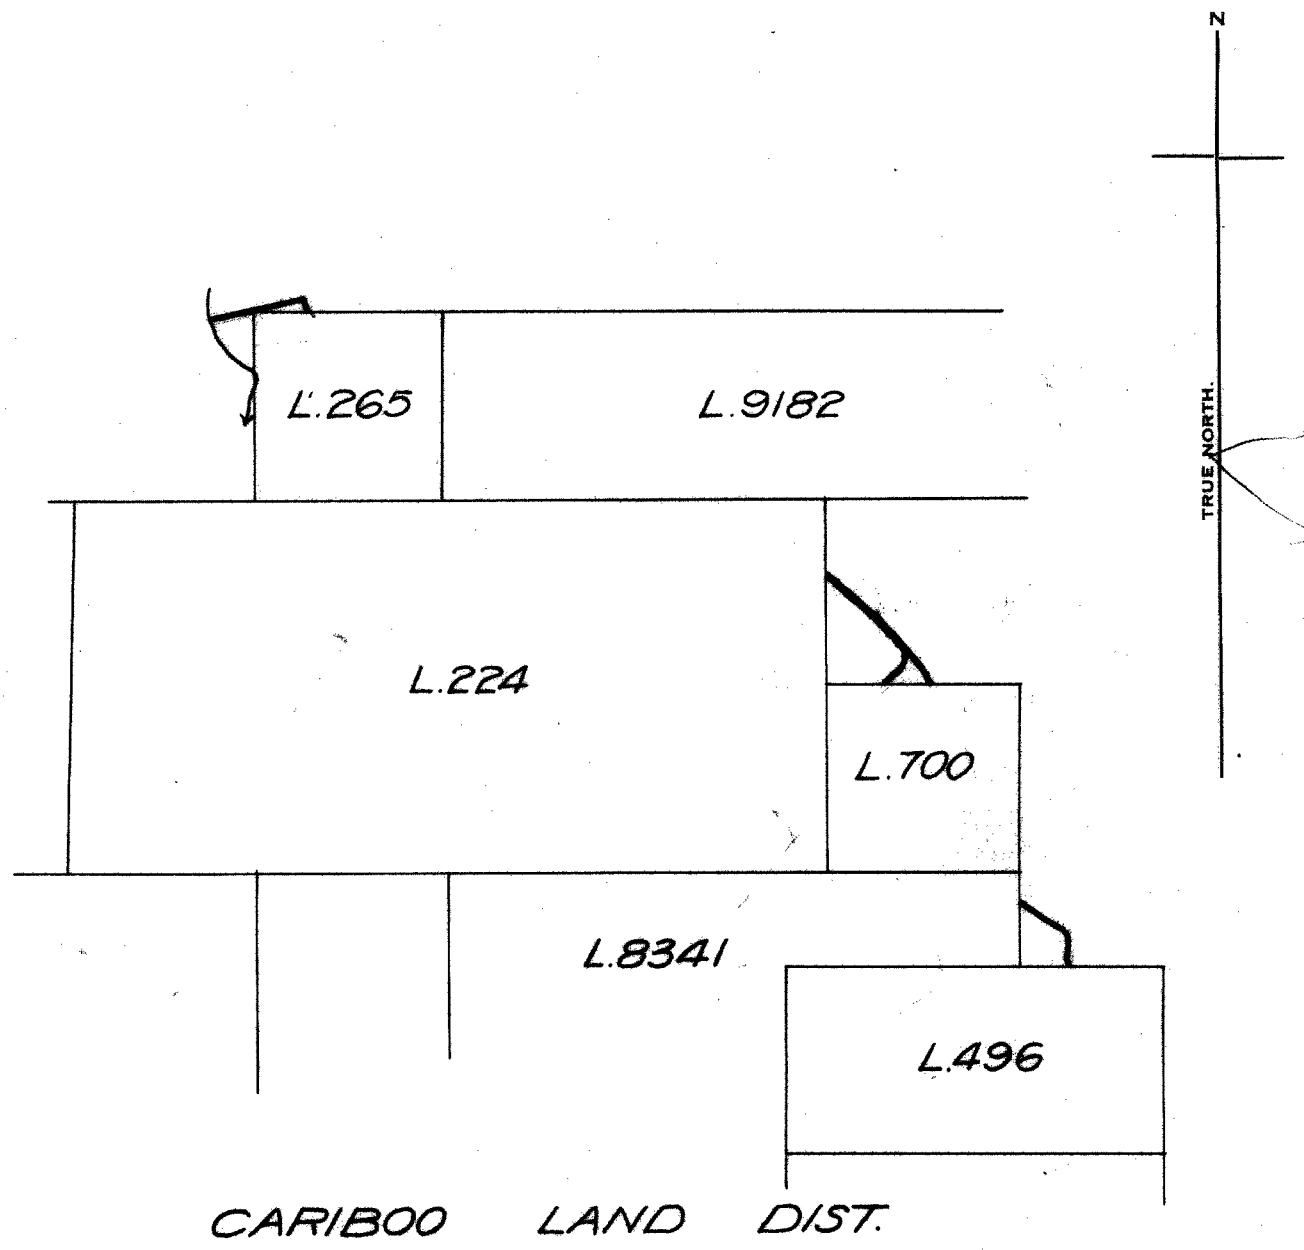 N
L.265
L.9182
TRUE NORTH.
L.224
L.700
L.8341
L.496
CARIBOO LAND DIST.